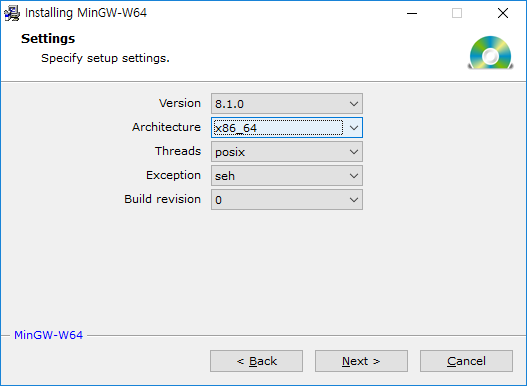 Installing MinGW-W64
Settings
Specify setup settings.
Version 8.1.0
Architecture x86_64
Threads posix
Exception seh
Build revision 0
MinGW-W64
< Back Next > Cancel